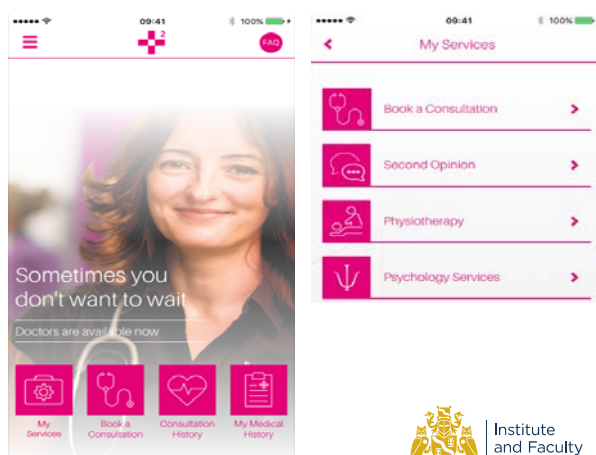 09:41
100%
2
FAQ
Sometimes you
don't want to wait
Doctors are available now
My
Services
Book a
Consultation
Consultation
History
My Medical
History
09:41
100%
My Services
Book a Consultation
Second Opinion
Physiotherapy
Psychology Services
Institute
and Faculty